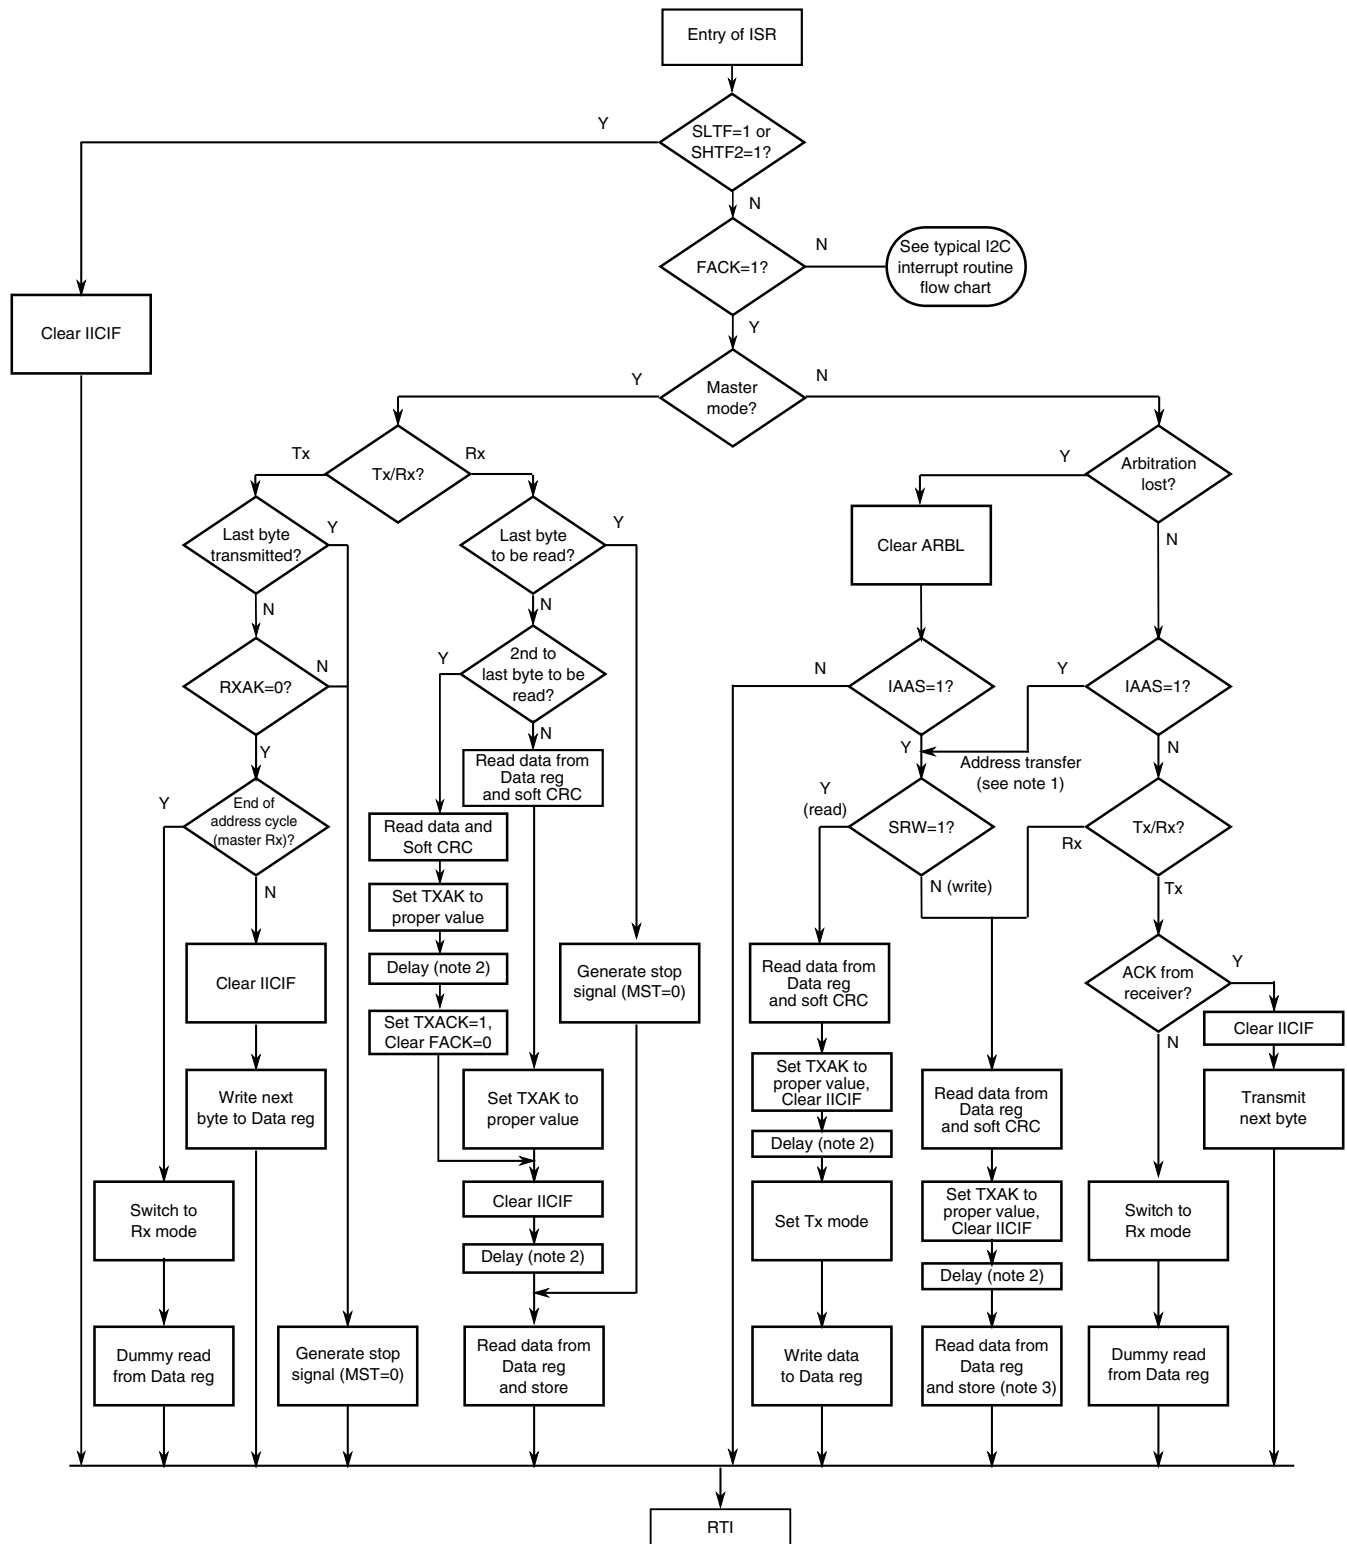 Entry of ISR
Y
SLTF=1 or
SHTF2=1?
N
FACK=1?
N
See typical I2C
interrupt routine
flow chart
Clear IICIF
Y
Y
Master
mode?
N
Tx
Tx/Rx?
Rx
Y
Arbitration
lost?
Last byte
transmitted?
Y
Last byte
to be read?
Y
Clear ARBL
N
N
N
RXAK=0?
N
Y
2nd to
last byte to be
read?
N
IAAS=1?
Y
IAAS=1?
Y
N
Y
N
Read data from
Data reg
and soft CRC
Address transfer
(see note 1)
Y
End of
address cycle
(master Rx)?
Y
(read)
SRW=1?
Rx
Tx/Rx?
Read data and
Soft CRC
N
N (write)
Tx
Set TXAK to
proper value
Clear IICIF
Delay (note 2)
Generate stop
signal (MST=0)
Read data from
Data reg
and soft CRC
ACK from
receiver?
Y
Set TXACK=1,
Clear FACK=0
N
Clear IICIF
Write next
byte to Data reg
Set TXAK to
proper value
Set TXAK to
proper value,
Clear IICIF
Read data from
Data reg
and soft CRC
Transmit
next byte
Delay (note 2)
Switch to
Rx mode
Clear IICIF
Set Tx mode
Set TXAK to
proper value,
Clear IICIF
Switch to
Rx mode
Delay (note 2)
Delay (note 2)
Dummy read
from Data reg
Generate stop
signal (MST=0)
Read data from
Data reg
and store
Write data
to Data reg
Read data from
Data reg
and store (note 3)
Dummy read
from Data reg
RTI